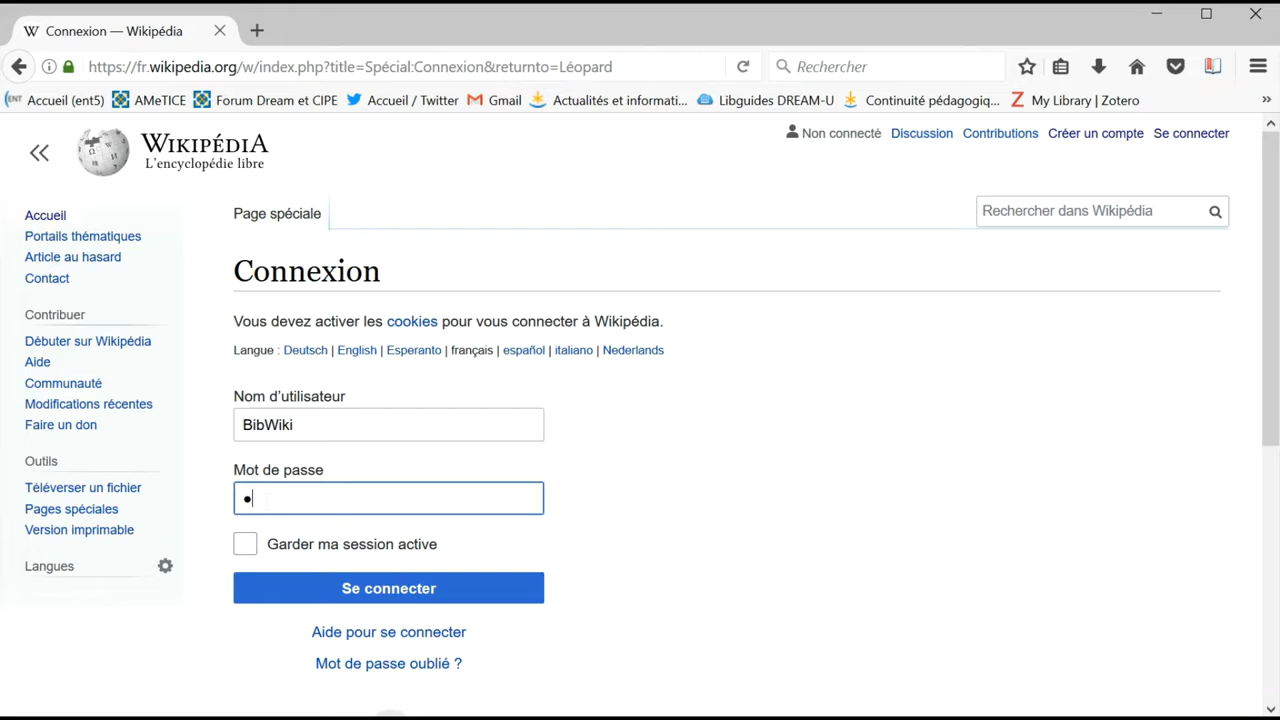 Connexion — Wikipédia
https://fr.wikipedia.org/w/index.php?title=Spécial:Connexion&returnto=Léopard
Rechercher
ENT Accueil (ent5) AMeTICE Forum Dream et CIPE Accueil / Twitter Gmail Actualités et informati... Libguides DREAM-U Continuité pédagogiq... My Library | Zotero
WIKIPÉDIA
L'encyclopédie libre
Non connecté Discussion Contributions Créer un compte Se connecter
Page spéciale
Rechercher dans Wikipédia
Accueil
Portails thématiques
Article au hasard
Contact
Contribuer
Débuter sur Wikipédia
Aide
Communauté
Modifications récentes
Faire un don
Outils
Téléverser un fichier
Pages spéciales
Version imprimable
Langues
Connexion
Vous devez activer les cookies pour vous connecter à Wikipédia.
Langue : Deutsch | English | Esperanto | français | español | italiano | Nederlands
Nom d'utilisateur
BibWiki
Mot de passe
Garder ma session active
Se connecter
Aide pour se connecter
Mot de passe oublié ?